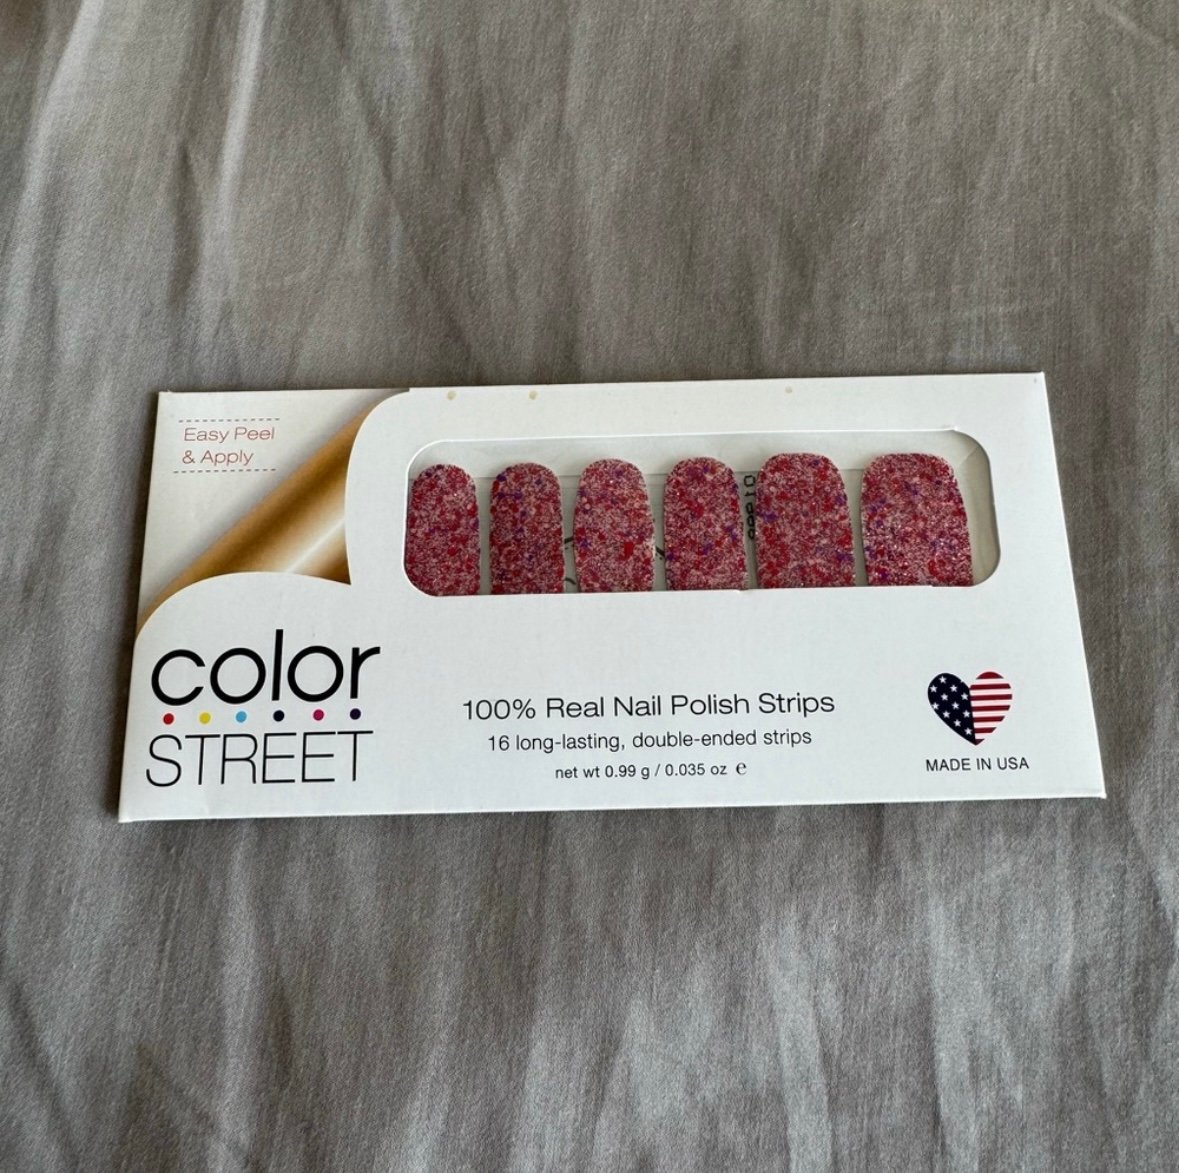 Easy Peel
& Apply
color
STREET
100% Real Nail Polish Strips
16 long-lasting, double-ended strips
net wt 0.99 g / 0.035 oz ℮
MADE IN USA